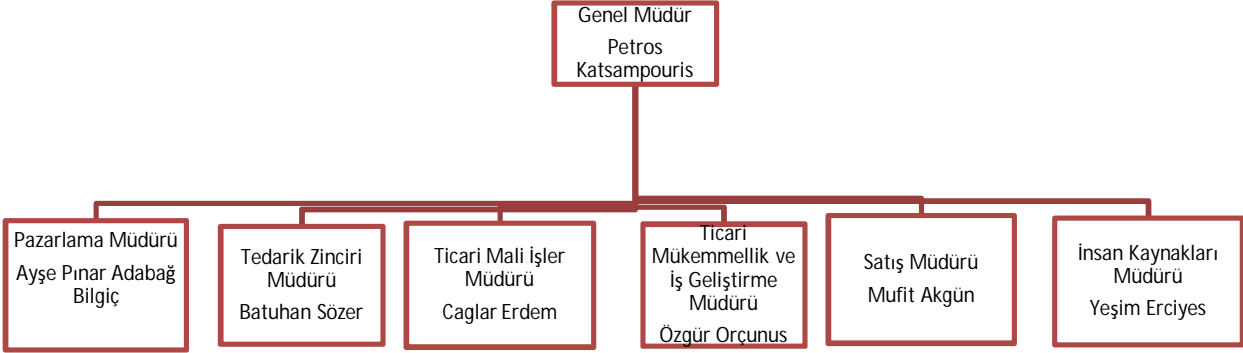 Genel Müdür
Petros
Katsampouris
Pazarlama Müdürü
Ayşe Pınar Adabağ
Bilgiç
Tedarik Zinciri
Müdürü
Batuhan Sözer
Ticari Mali İşler
Müdürü
Caglar Erdem
Ticari
Mükemmellik ve
İş Geliştirme
Müdürü
Özgür Orçunus
Satış Müdürü
Mufit Akgün
İnsan Kaynakları
Müdürü
Yeşim Erciyes